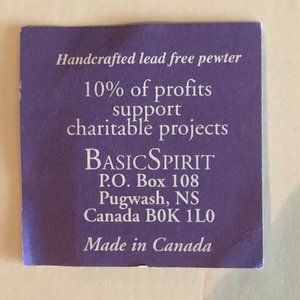 Handcrafted lead free pewter
10% of profits
support
charitable projects
BASICSPIRIT
P.O. Box 108
Pugwash, NS
Canada B0K 1L0
Made in Canada